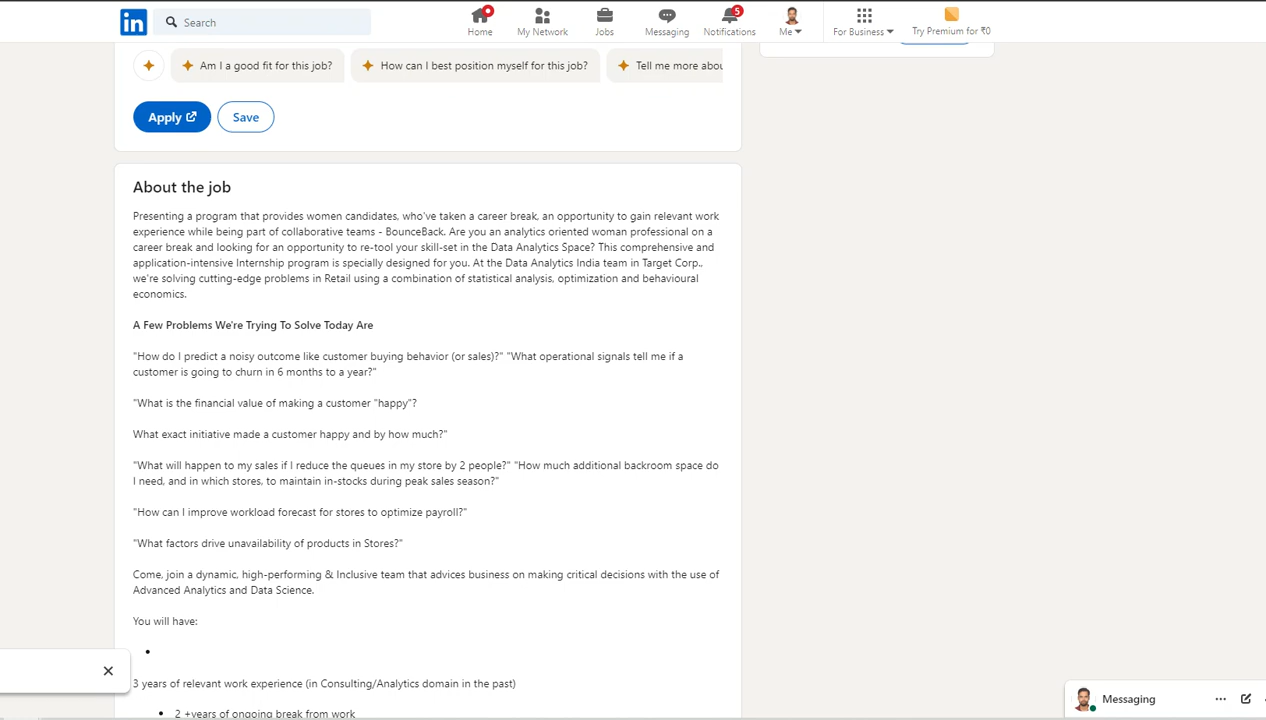 in
Search
Home
My Network
Jobs
Messaging
5
Notifications
Me
For Business
Try Premium for ₹0
Am I a good fit for this job?
How can I best position myself for this job?
Tell me more abou
Apply
Save
About the job
Presenting a program that provides women candidates, who've taken a career break, an opportunity to gain relevant work
experience while being part of collaborative teams - BounceBack. Are you an analytics oriented woman professional on a
career break and looking for an opportunity to re-tool your skill-set in the Data Analytics Space? This comprehensive and
application-intensive Internship program is specially designed for you. At the Data Analytics India team in Target Corp.,
we're solving cutting-edge problems in Retail using a combination of statistical analysis, optimization and behavioural
economics.
A Few Problems We're Trying To Solve Today Are
"How do I predict a noisy outcome like customer buying behavior (or sales)?" "What operational signals tell me if a
customer is going to churn in 6 months to a year?"
"What is the financial value of making a customer "happy"?
What exact initiative made a customer happy and by how much?"
"What will happen to my sales if I reduce the queues in my store by 2 people?" "How much additional backroom space do
I need, and in which stores, to maintain in-stocks during peak sales season?"
"How can I improve workload forecast for stores to optimize payroll?"
"What factors drive unavailability of products in Stores?"
Come, join a dynamic, high-performing & Inclusive team that advices business on making critical decisions with the use of
Advanced Analytics and Data Science.
You will have:
•
3 years of relevant work experience (in Consulting/Analytics domain in the past)
• 2 +years of ongoing break from work
Messaging